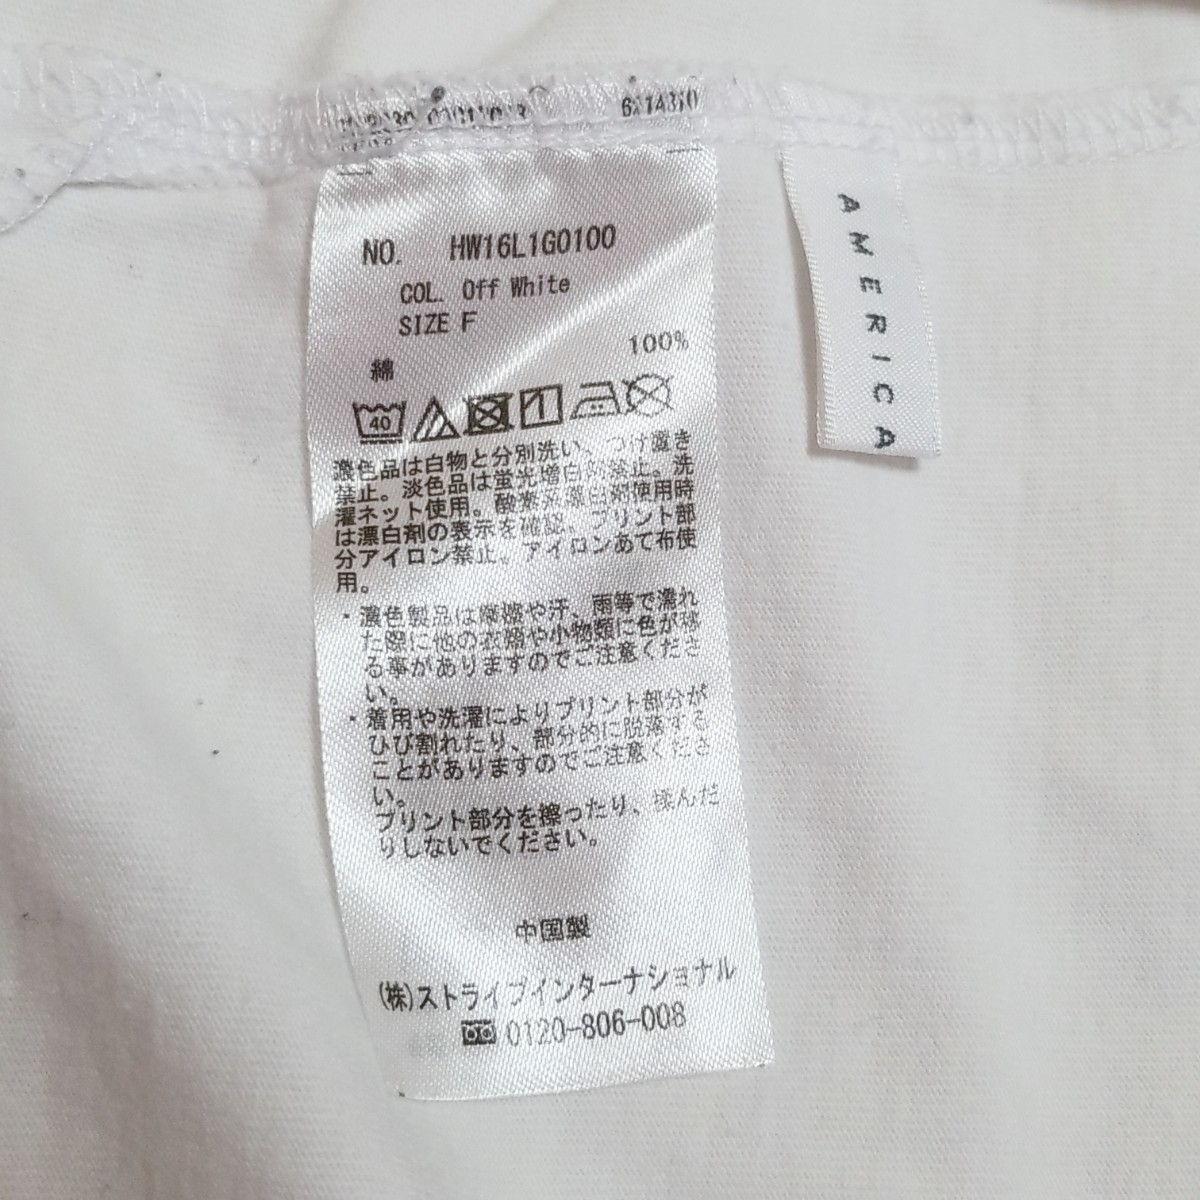 NO. HW16L1G0100
COL. Off White
SIZE F
綿 100%
40
濃色品は白物と分別洗い、つけ置き
禁止。淡色品は蛍光増白剤禁止。洗
濯ネット使用。酸素系漂白剤使用時
は漂白剤の表示を確認、プリント部
分アイロン禁止。アイロンあて布使
用。
・濃色製品は摩擦や汗、雨等で濡れ
た際に他の衣類や小物類に色が移
る事がありますのでご注意くださ
い。
・着用や洗濯によりプリント部分が
ひび割れたり、部分的に脱落する
ことがありますのでご注意くださ
い。
プリント部分を擦ったり、揉んだ
りしないでください。
中国製
(株)ストライプインターナショナル
0120-806-008
AMERICA